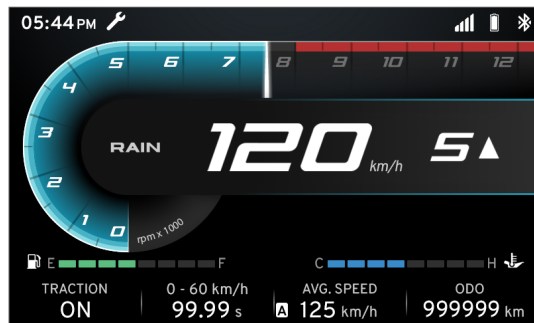 05:44 PM
5 6 7 8 9 10 11 12
4
3
2
1
0
rpm x 1000
RAIN 120 km/h 5
E F C H
TRACTION 0 - 60 km/h AVG. SPEED ODO
ON 99.99 s A 125 km/h 999999 km